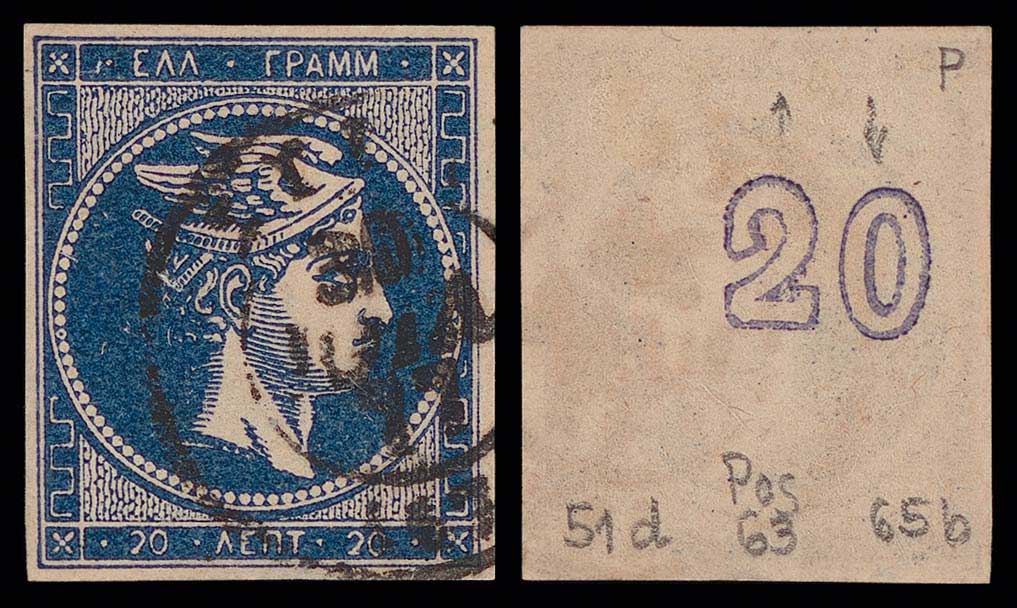 ΕΛΛ · ΓΡΑΜΜ ·
· 20 · ΛΕΠΤ · 20 ·
P
20
Pos
51d 63 65b